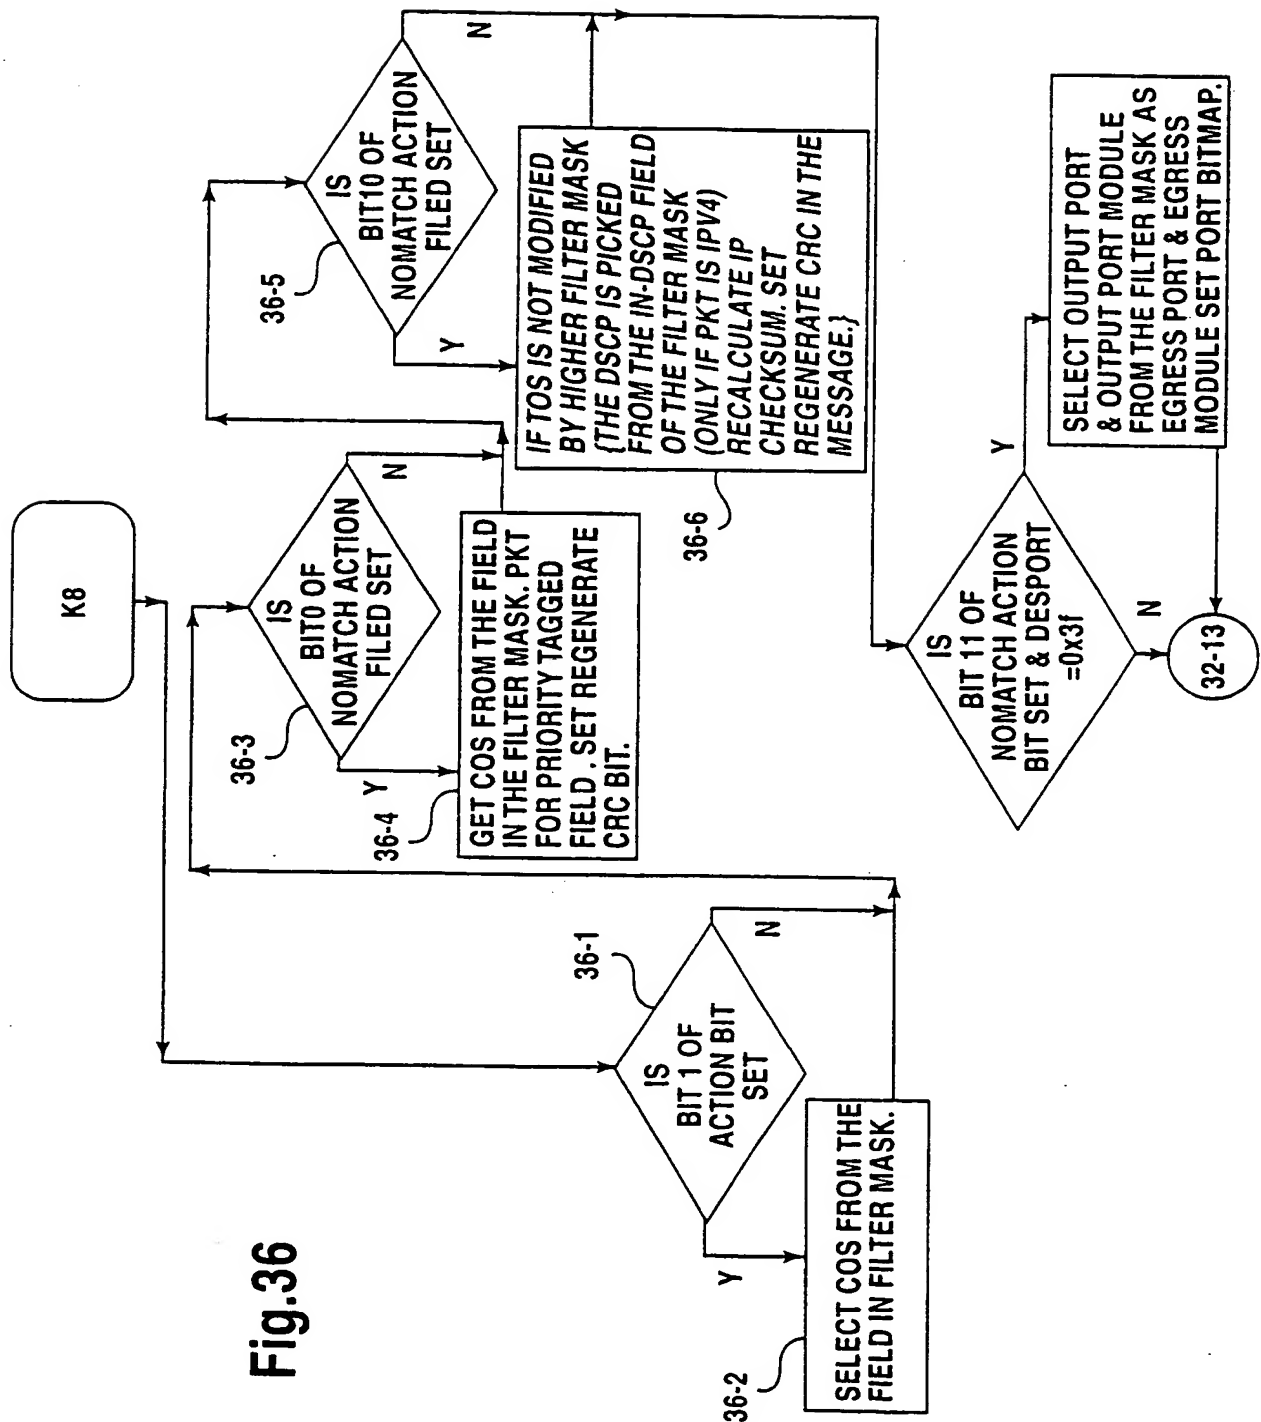 Fig.36
K8
36-1
IS
BIT 1 OF
ACTION BIT
SET
Y
N
36-2
SELECT COS FROM THE
FIELD IN FILTER MASK.
36-3
IS
BIT0 OF
NOMATCH ACTION
FILED SET
Y
N
36-4
GET COS FROM THE FIELD
IN THE FILTER MASK. PKT
FOR PRIORITY TAGGED
FIELD . SET REGENERATE
CRC BIT.
36-5
IS
BIT10 OF
NOMATCH ACTION
FILED SET
Y
N
36-6
IF TOS IS NOT MODIFIED
BY HIGHER FILTER MASK
{THE DSCP IS PICKED
FROM THE IN-DSCP FIELD
OF THE FILTER MASK
(ONLY IF PKT IS IPV4)
RECALCULATE IP
CHECKSUM. SET
REGENERATE CRC IN THE
MESSAGE.}
IS
BIT 11 OF
NOMATCH ACTION
BIT SET & DESPORT
=0x3f
Y
N
SELECT OUTPUT PORT
& OUTPUT PORT MODULE
FROM THE FILTER MASK AS
EGRESS PORT & EGRESS
MODULE SET PORT BITMAP.
32-13